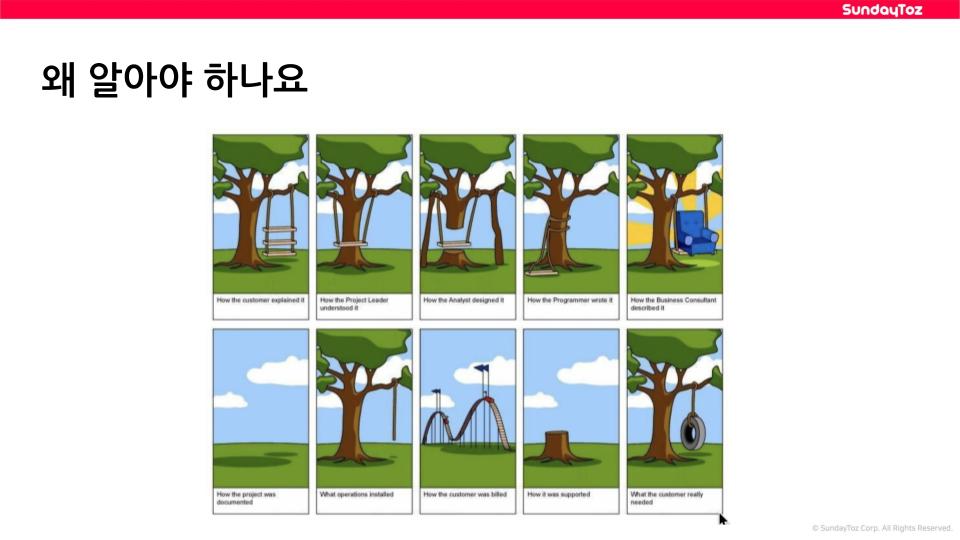 SundayToz
왜 알아야 하나요
How the customer explained it
How the Project Leader
understood it
How the Analyst designed it
How the Programmer wrote it
How the Business Consultant
described it
How the project was
documented
What operations installed
How the customer was billed
How it was supported
What the customer really
needed
© SundayToz Corp. All Rights Reserved.